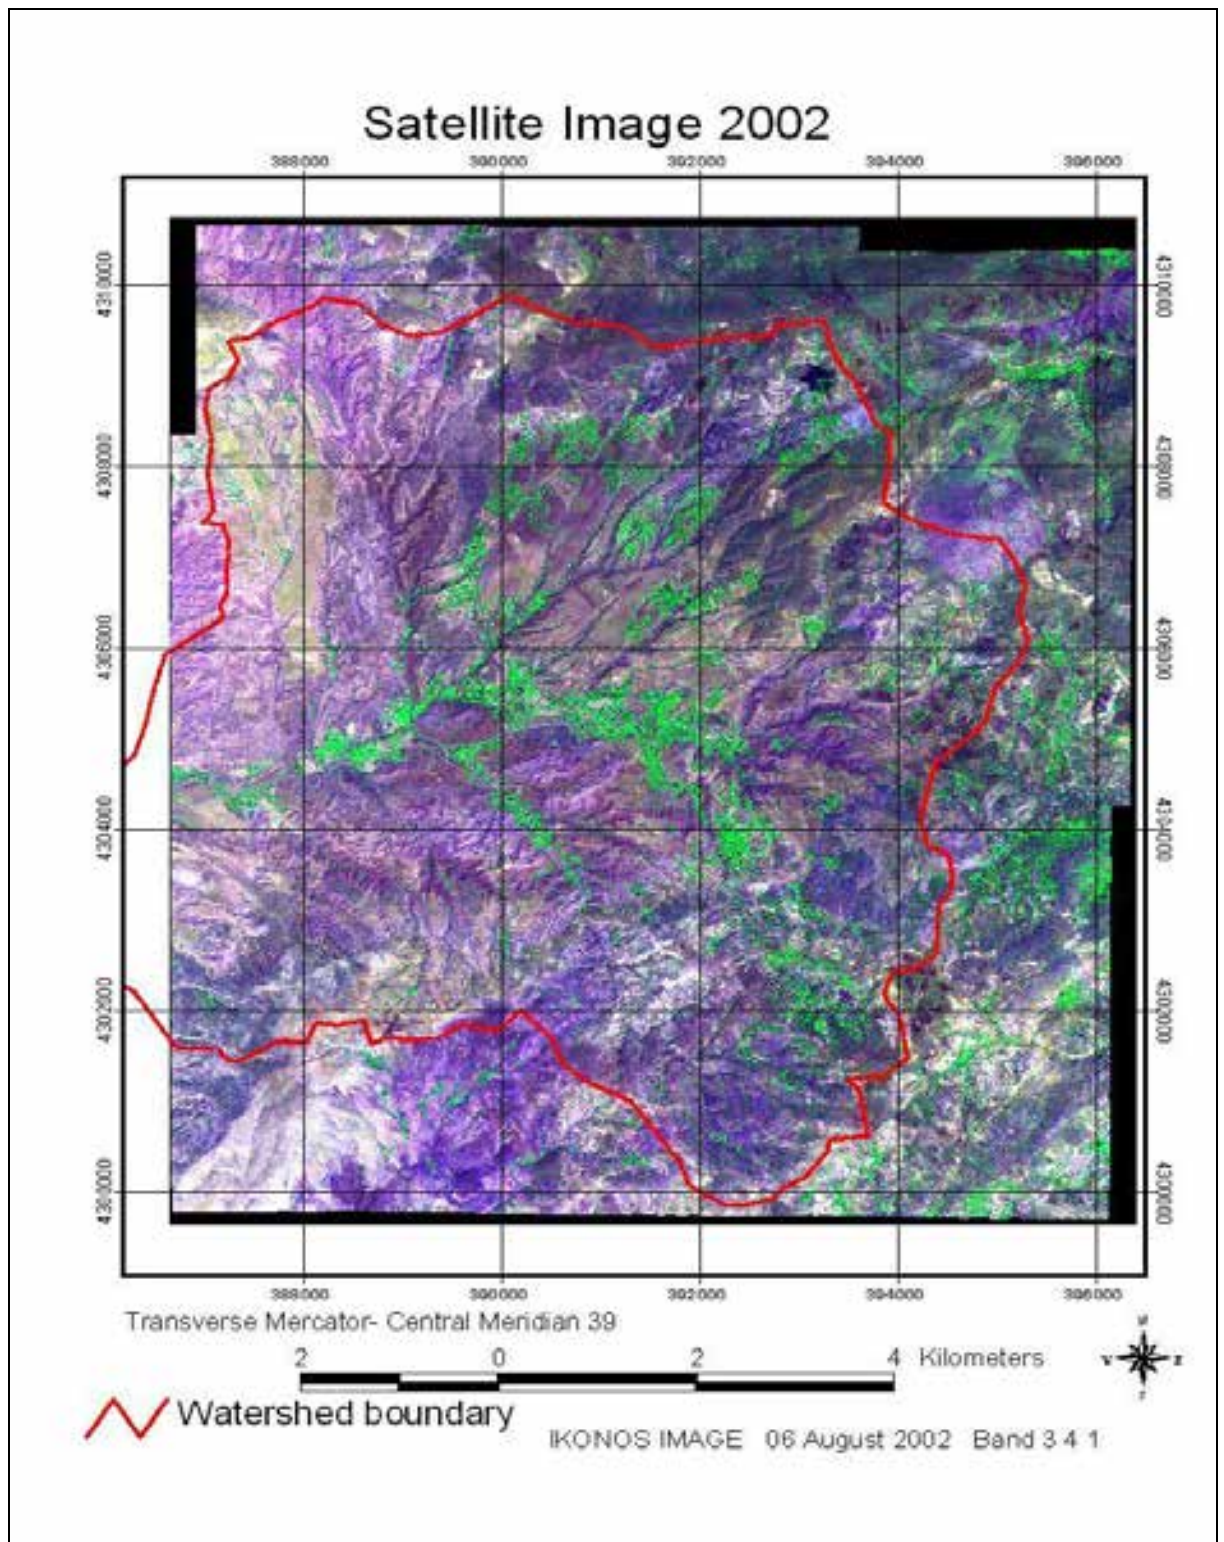 Satellite Image 2002
388000 390000 392000 394000 396000
4310000 4310000
4308000 4308000
4306000 4306000
4304000 4304000
4302000 4302000
4300000 4300000
388000 390000 392000 394000 396000
Transverse Mercator- Central Meridian 39
2 0 2 4 Kilometers
Watershed boundary
IKONOS IMAGE 06 August 2002 Band 3 4 1